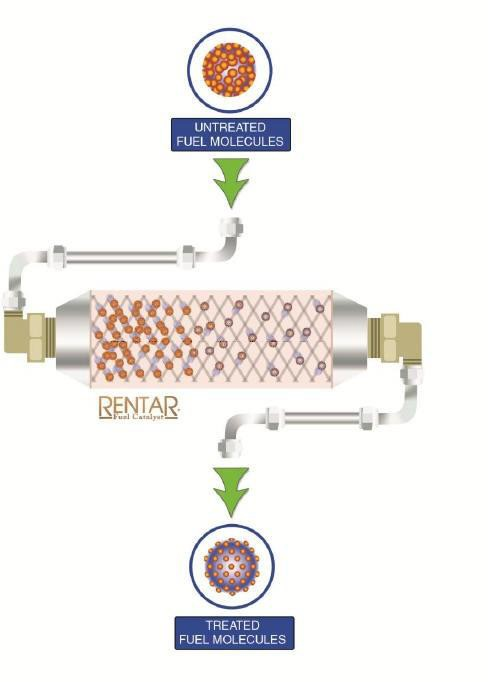 UNTREATED
FUEL MOLECULES
RENTAR
Fuel Catalyst
TREATED
FUEL MOLECULES